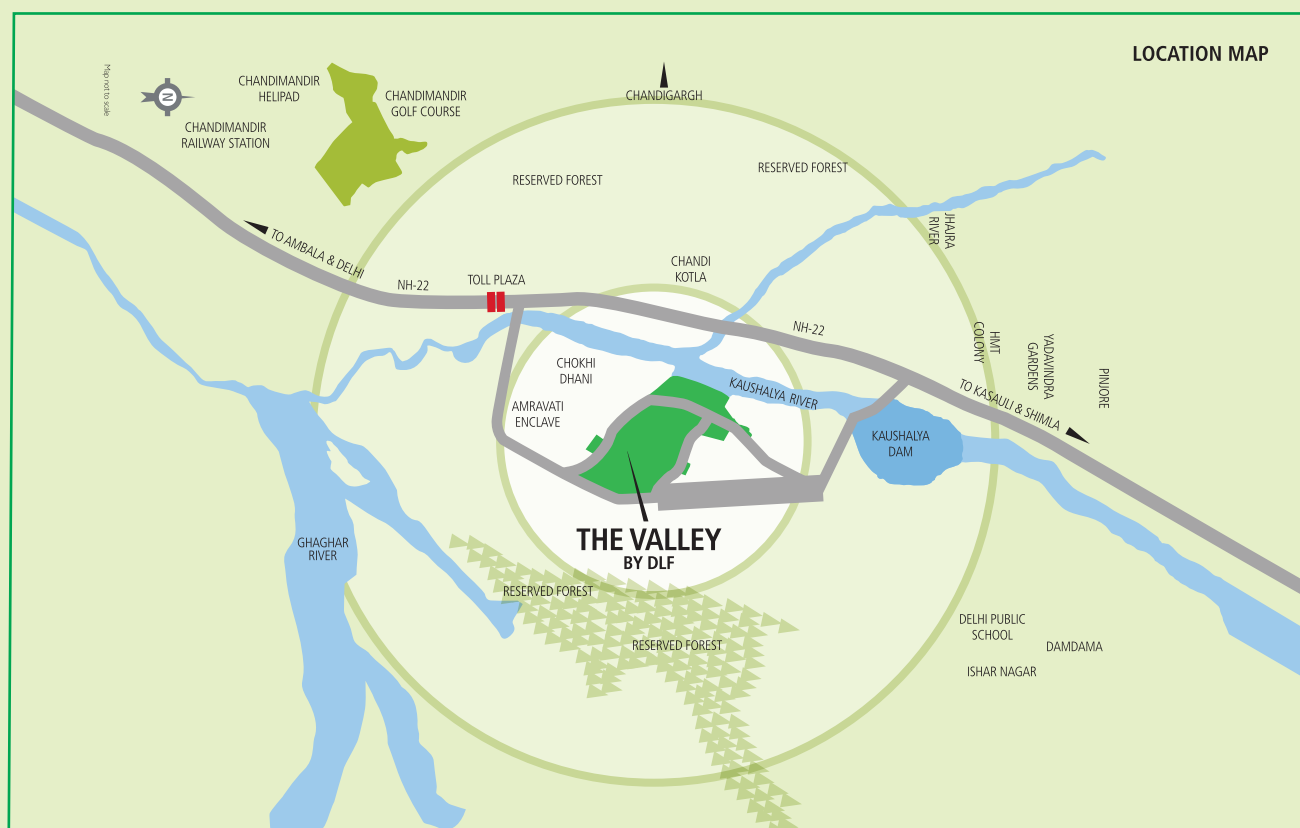 LOCATION MAP
Map not to scale
N
CHANDIMANDIR
HELIPAD
CHANDIMANDIR
GOLF COURSE
CHANDIGARGH
CHANDIMANDIR
RAILWAY STATION
RESERVED FOREST
RESERVED FOREST
JHAJRA
RIVER
TO AMBALA & DELHI
NH-22
TOLL PLAZA
CHANDI
KOTLA
NH-22
HMT
COLONY
YADAVINDRA
GARDENS
PINJORE
CHOKHI
DHANI
KAUSHALYA RIVER
TO KASAULI & SHIMLA
AMRAVATI
ENCLAVE
KAUSHALYA
DAM
THE VALLEY
BY DLF
GHAGHAR
RIVER
RESERVED FOREST
RESERVED FOREST
DELHI PUBLIC
SCHOOL
DAMDAMA
ISHAR NAGAR